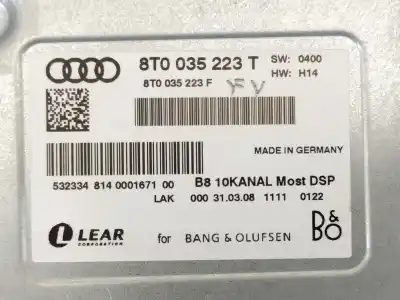 8T0 035 223 T
SW: 0400
8T0 035 223 F
HW: H14
MADE IN GERMANY
532334 814 0001671 00
B8 10KANAL Most DSP
LAK
000 31.03.08 1111 0122
LEAR
CORPORATION
for BANG & OLUFSEN
B&O